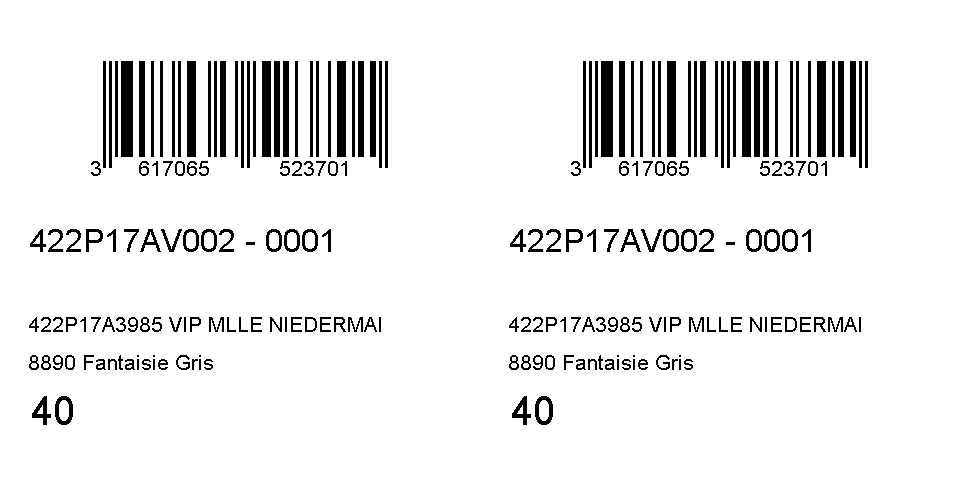 3 617065 523701
422P17AV002 - 0001
422P17A3985 VIP MLLE NIEDERMAI
8890 Fantaisie Gris
40
3 617065 523701
422P17AV002 - 0001
422P17A3985 VIP MLLE NIEDERMAI
8890 Fantaisie Gris
40